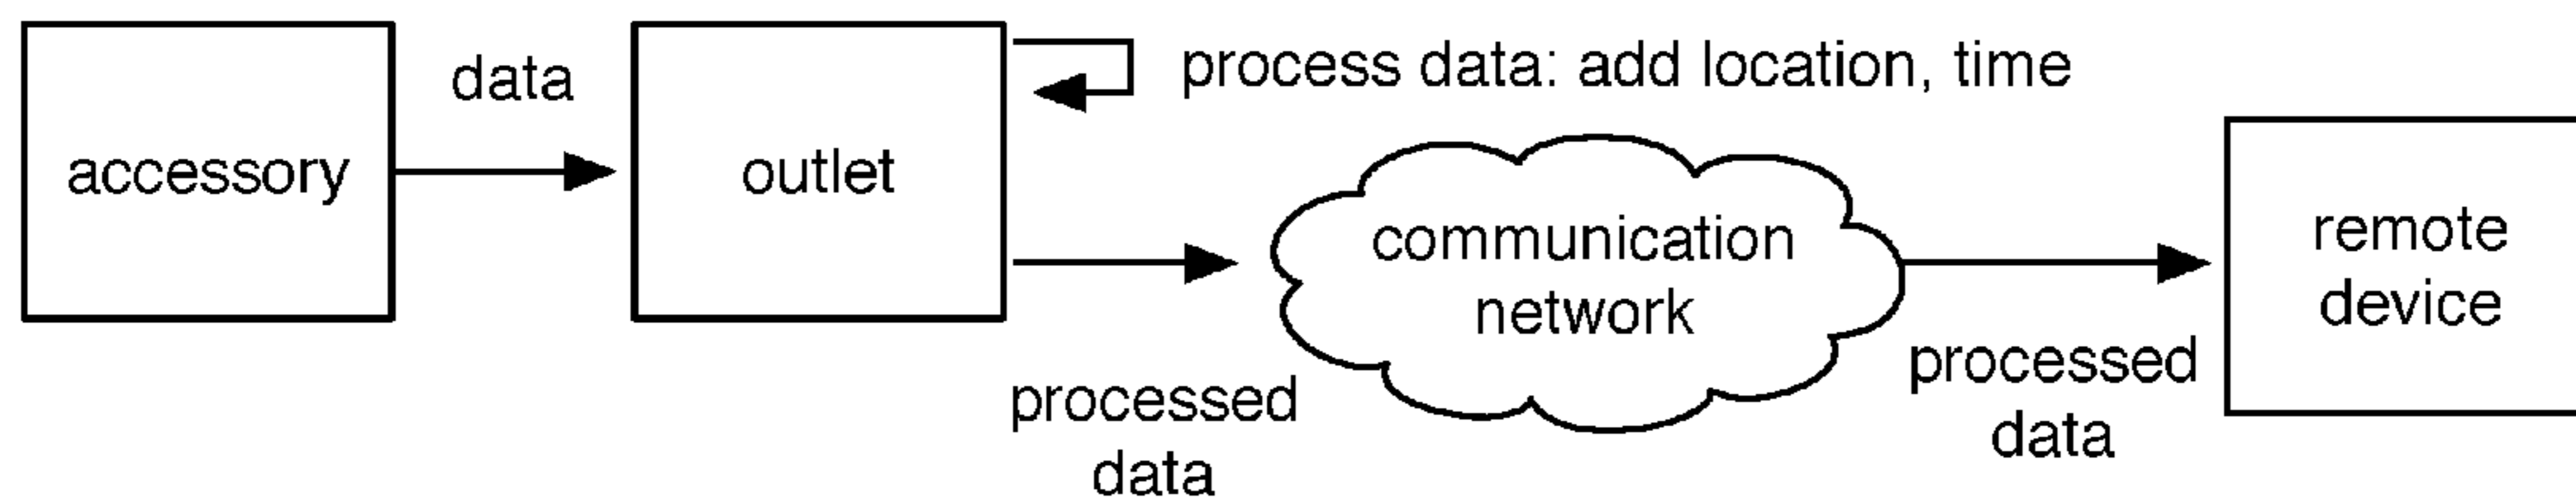 accessory
data
outlet
process data: add location, time
processed
data
communication
network
processed
data
remote
device